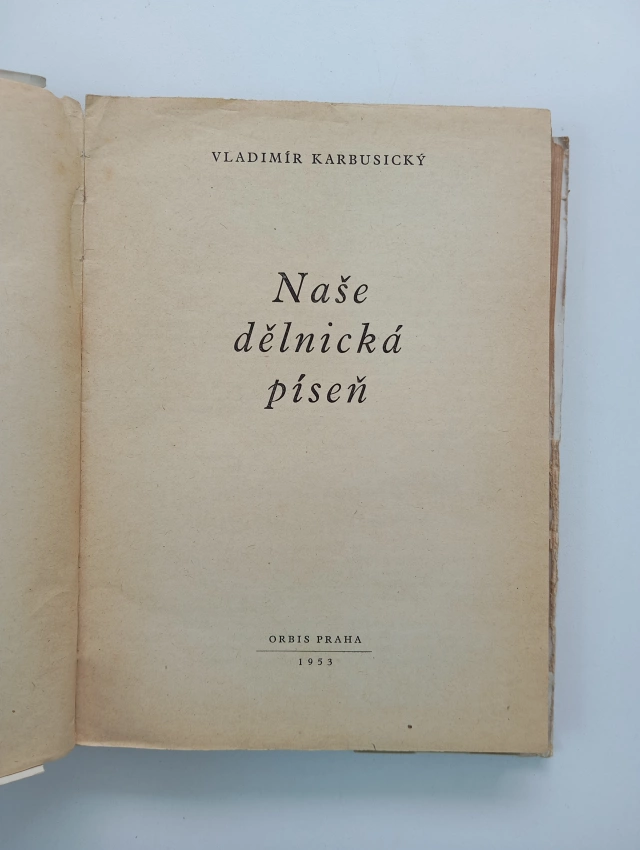 VLADIMÍR KARBUSICKÝ
Naše
dělnická
píseň
ORBIS PRAHA
1953